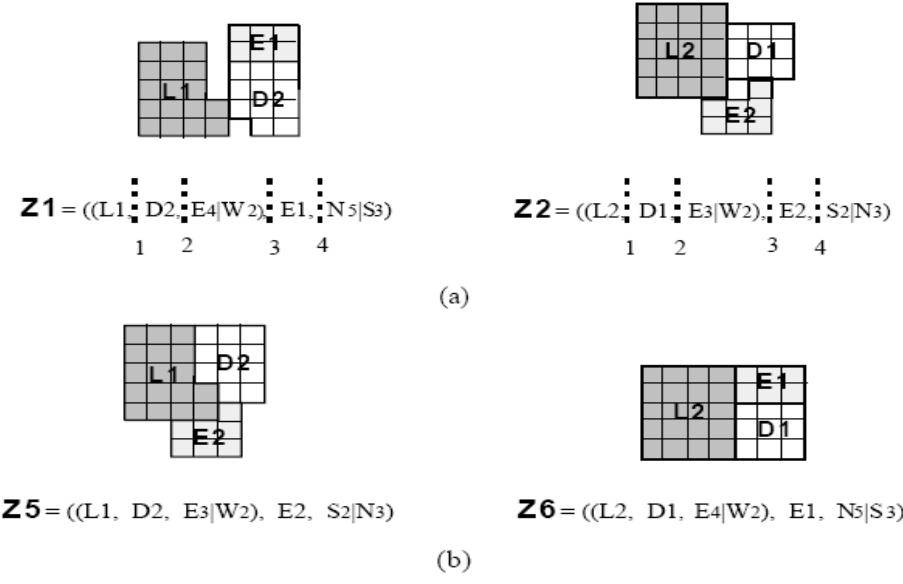 E1
L1
D2
L2
D1
E2
Z1 = ((L1, D2, E4|W2), E1, N5|S3)
1 2 3 4
Z2 = ((L2, D1, E3|W2), E2, S2|N3)
1 2 3 4
(a)
L1
D2
E2
L2
E1
D1
Z5 = ((L1, D2, E3|W2), E2, S2|N3)
Z6 = ((L2, D1, E4|W2), E1, N5|S3)
(b)